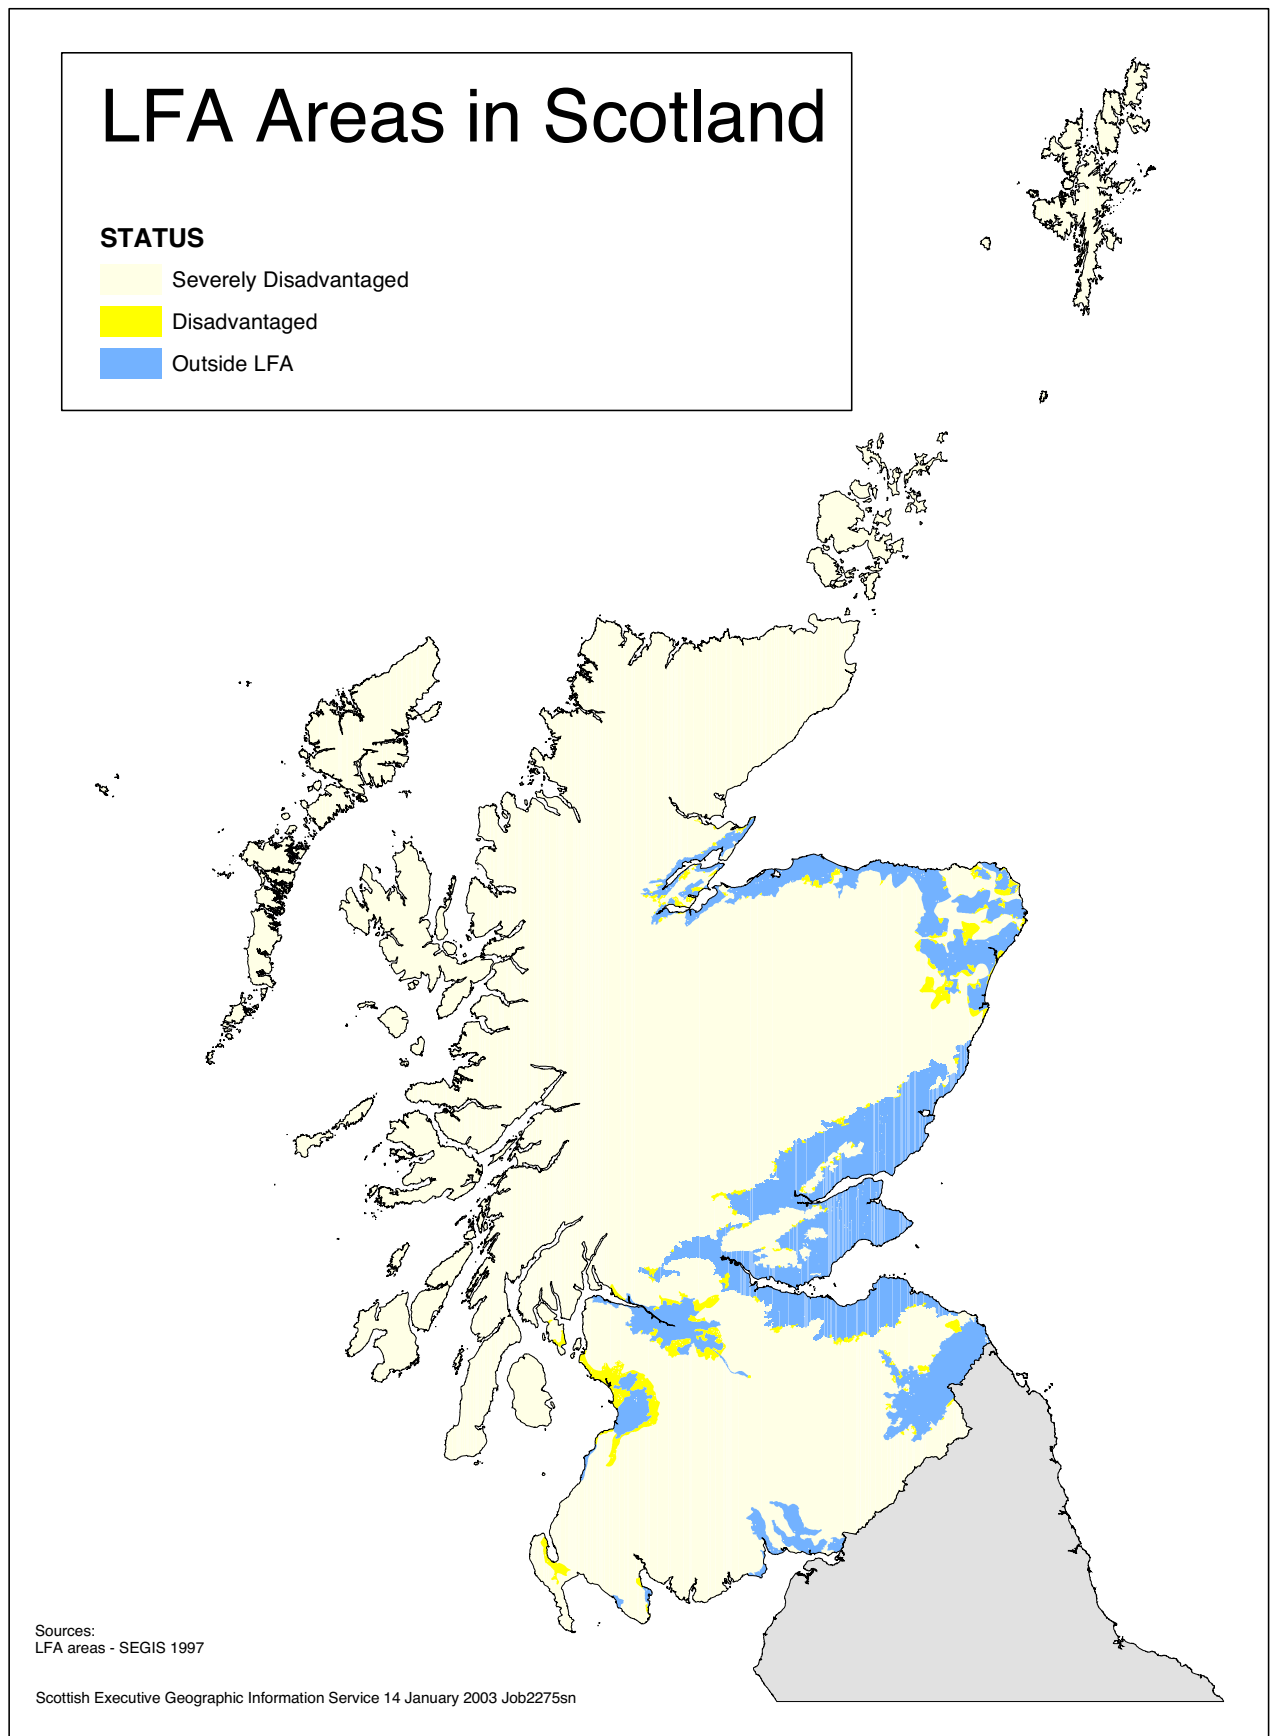 LFA Areas in Scotland
STATUS
Severely Disadvantaged
Disadvantaged
Outside LFA
Sources:
LFA areas - SEGIS 1997
Scottish Executive Geographic Information Service 14 January 2003 Job2275sn